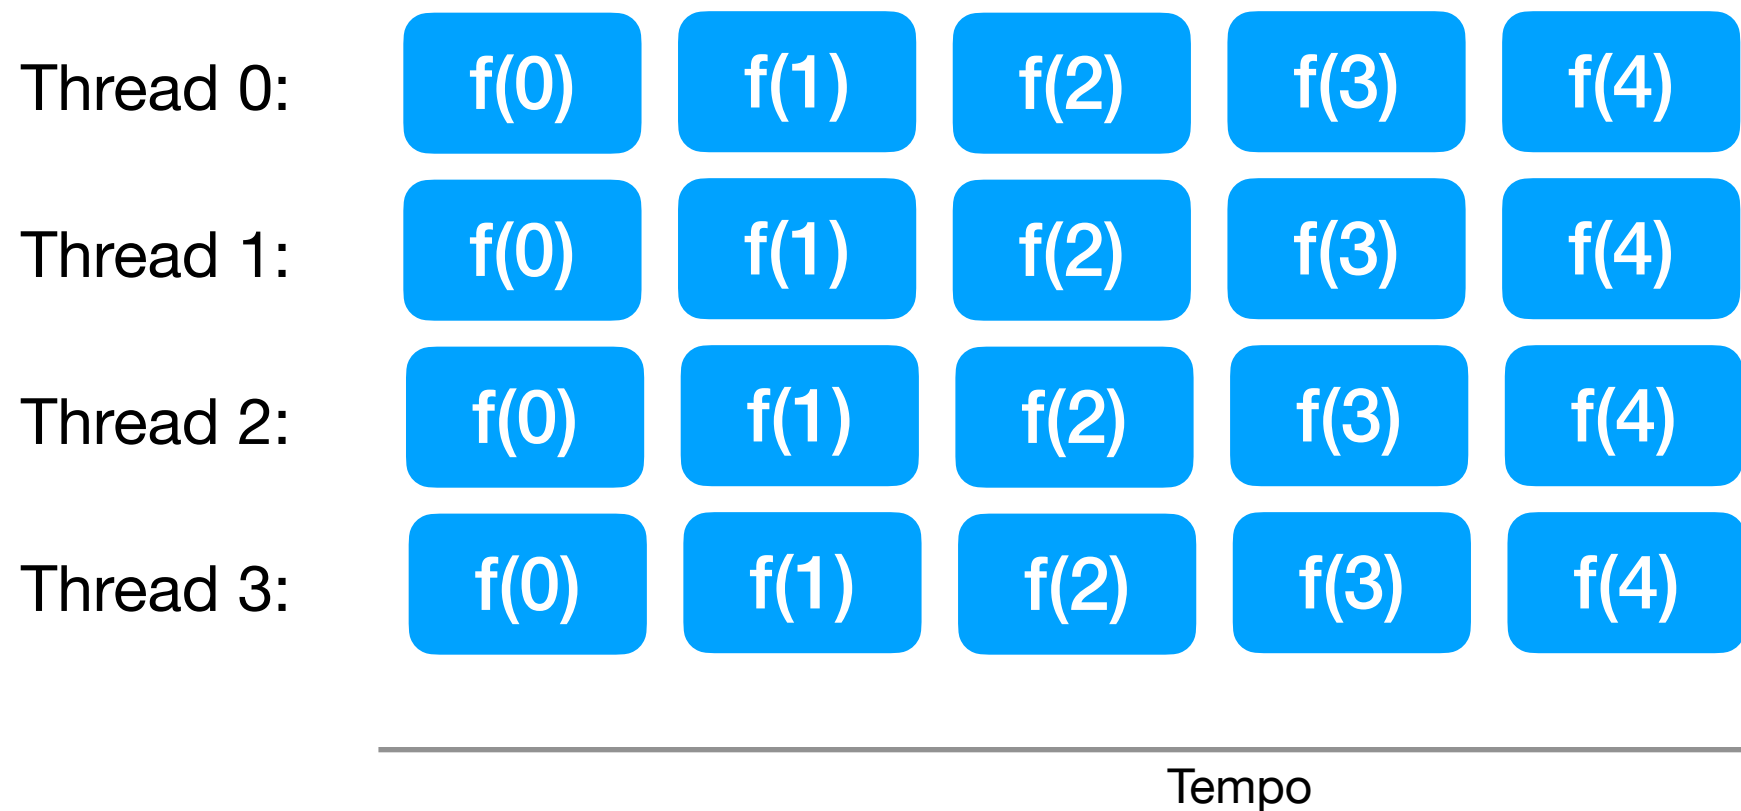 Thread 0: f(0) f(1) f(2) f(3) f(4)
Thread 1: f(0) f(1) f(2) f(3) f(4)
Thread 2: f(0) f(1) f(2) f(3) f(4)
Thread 3: f(0) f(1) f(2) f(3) f(4)
Tempo